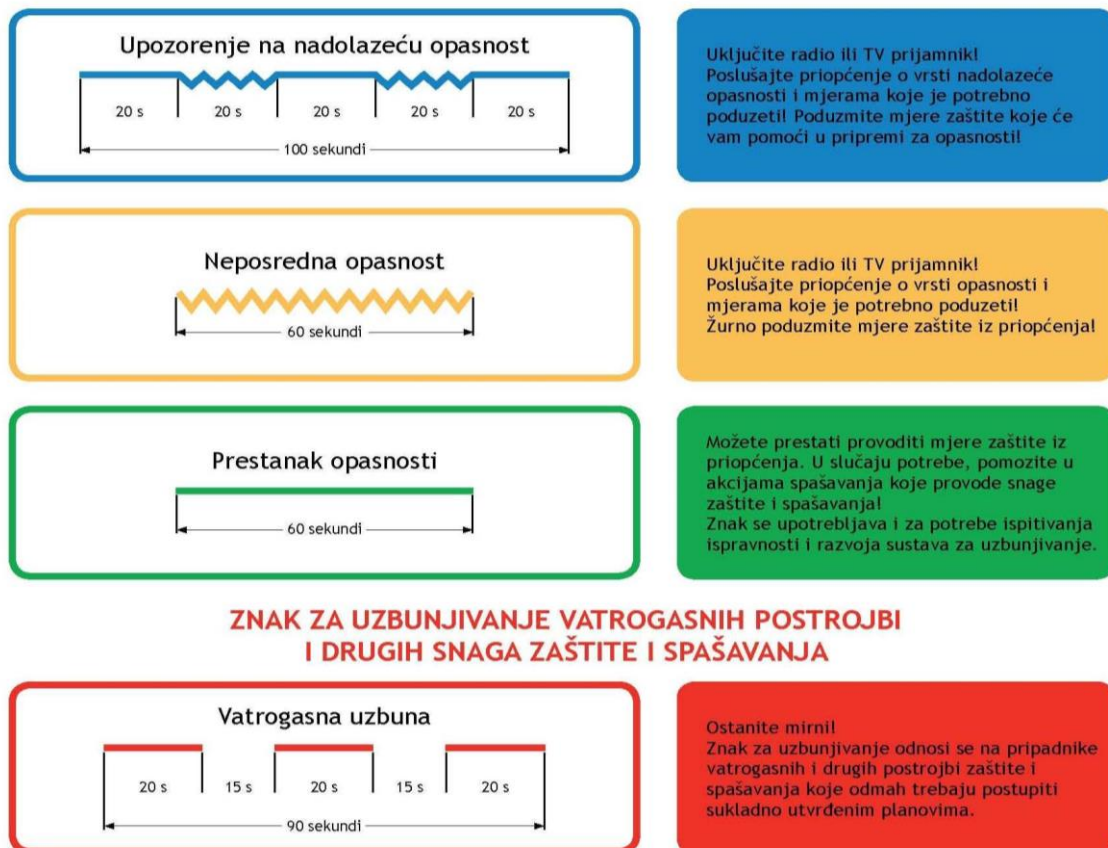 Upozorenje na nadolazeću opasnost
20 s 20 s 20 s 20 s 20 s
100 sekundi
Uključite radio ili TV prijamnik!
Poslušajte priopćenje o vrsti nadolazeće
opasnosti i mjerama koje je potrebno
poduzeti! Poduzmite mjere zaštite koje će
vam pomoći u pripremi za opasnosti!
Neposredna opasnost
60 sekundi
Uključite radio ili TV prijamnik!
Poslušajte priopćenje o vrsti opasnosti i
mjerama koje je potrebno poduzeti!
Žurno poduzmite mjere zaštite iz priopćenja!
Prestanak opasnosti
60 sekundi
Možete prestati provoditi mjere zaštite iz
priopćenja. U slučaju potrebe, pomozite u
akcijama spašavanja koje provode snage
zaštite i spašavanja!
Znak se upotrebljava i za potrebe ispitivanja
ispravnosti i razvoja sustava za uzbunjivanje.
ZNAK ZA UZBUNJIVANJE VATROGASNIH POSTROJBI
I DRUGIH SNAGA ZAŠTITE I SPAŠAVANJA
Vatrogasna uzbuna
20 s 15 s 20 s 15 s 20 s
90 sekundi
Ostanite mirni!
Znak za uzbunjivanje odnosi se na pripadnike
vatrogasnih i drugih postrojbi zaštite i
spašavanja koje odmah trebaju postupiti
sukladno utvrđenim planovima.